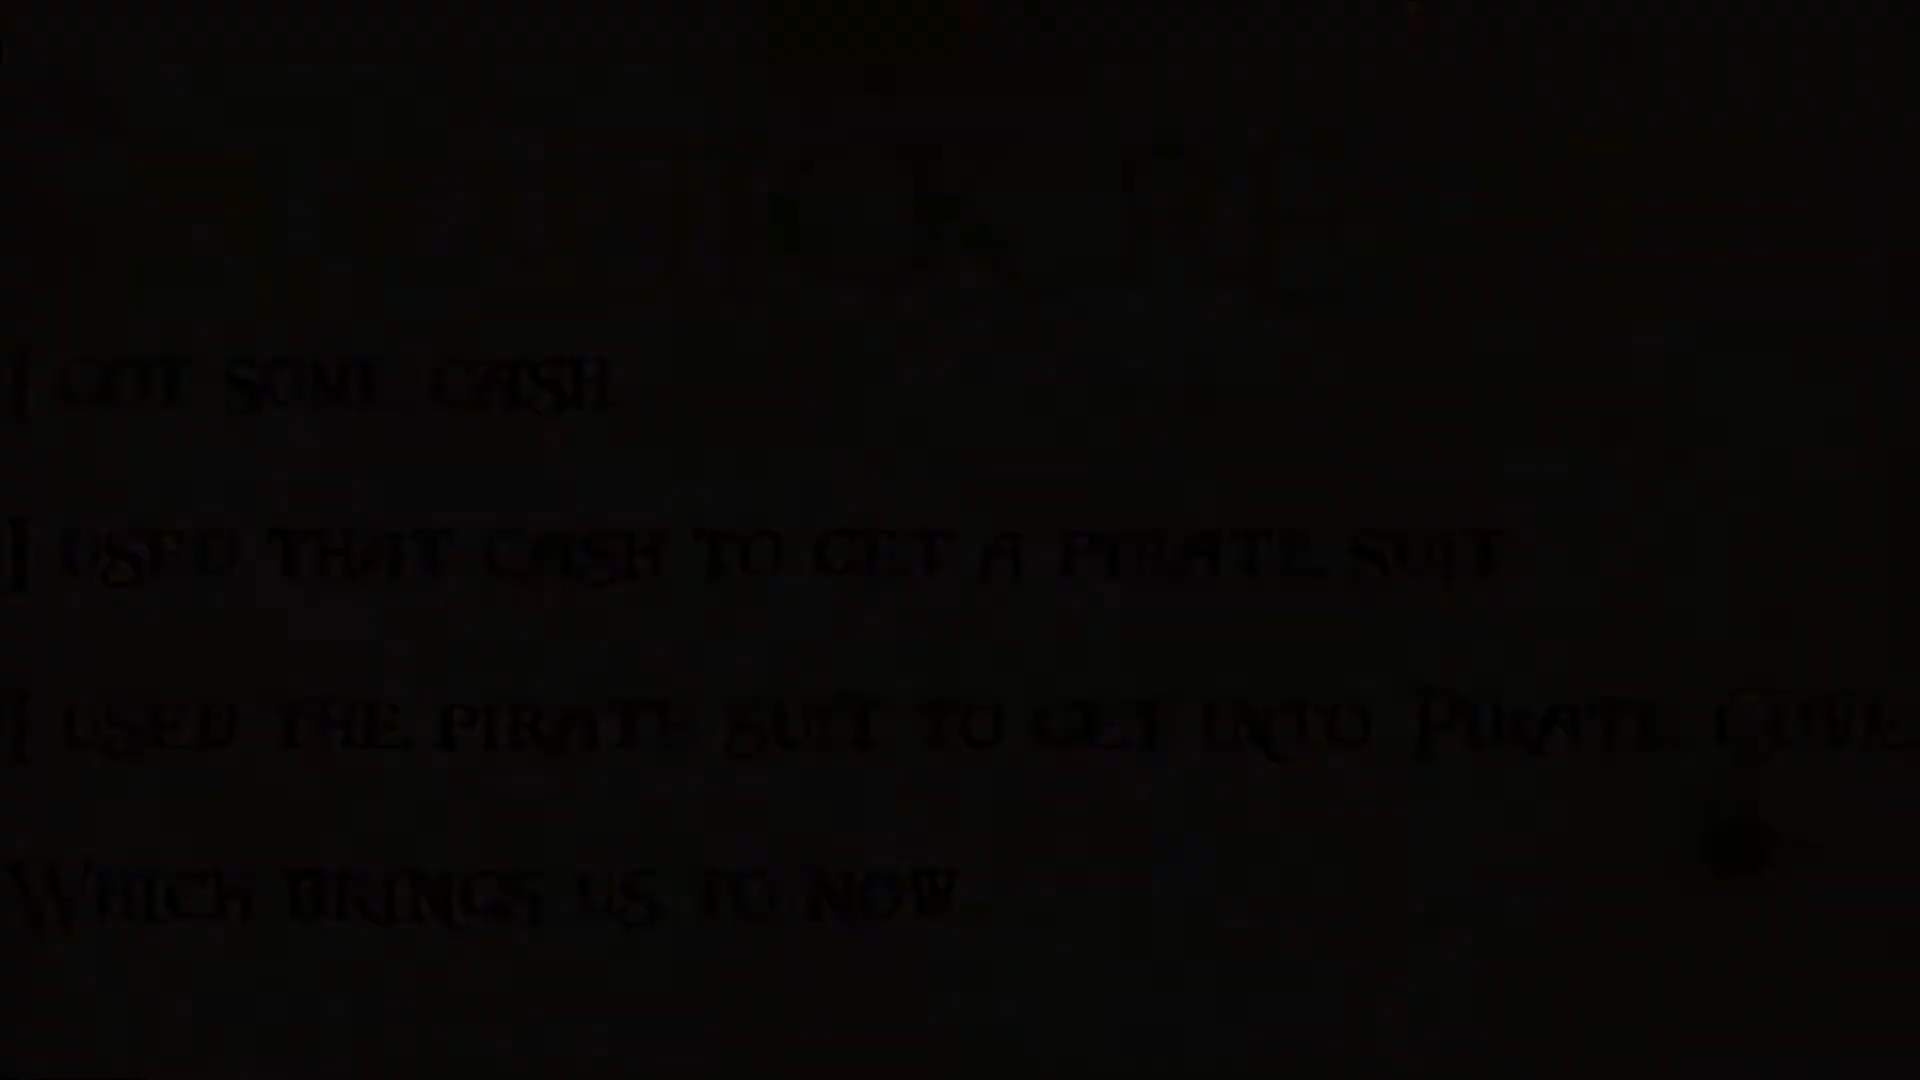 I got some cash
I used that cash to get a pirate suit
I used the pirate suit to get into Pirate Cove
Which brings us to now